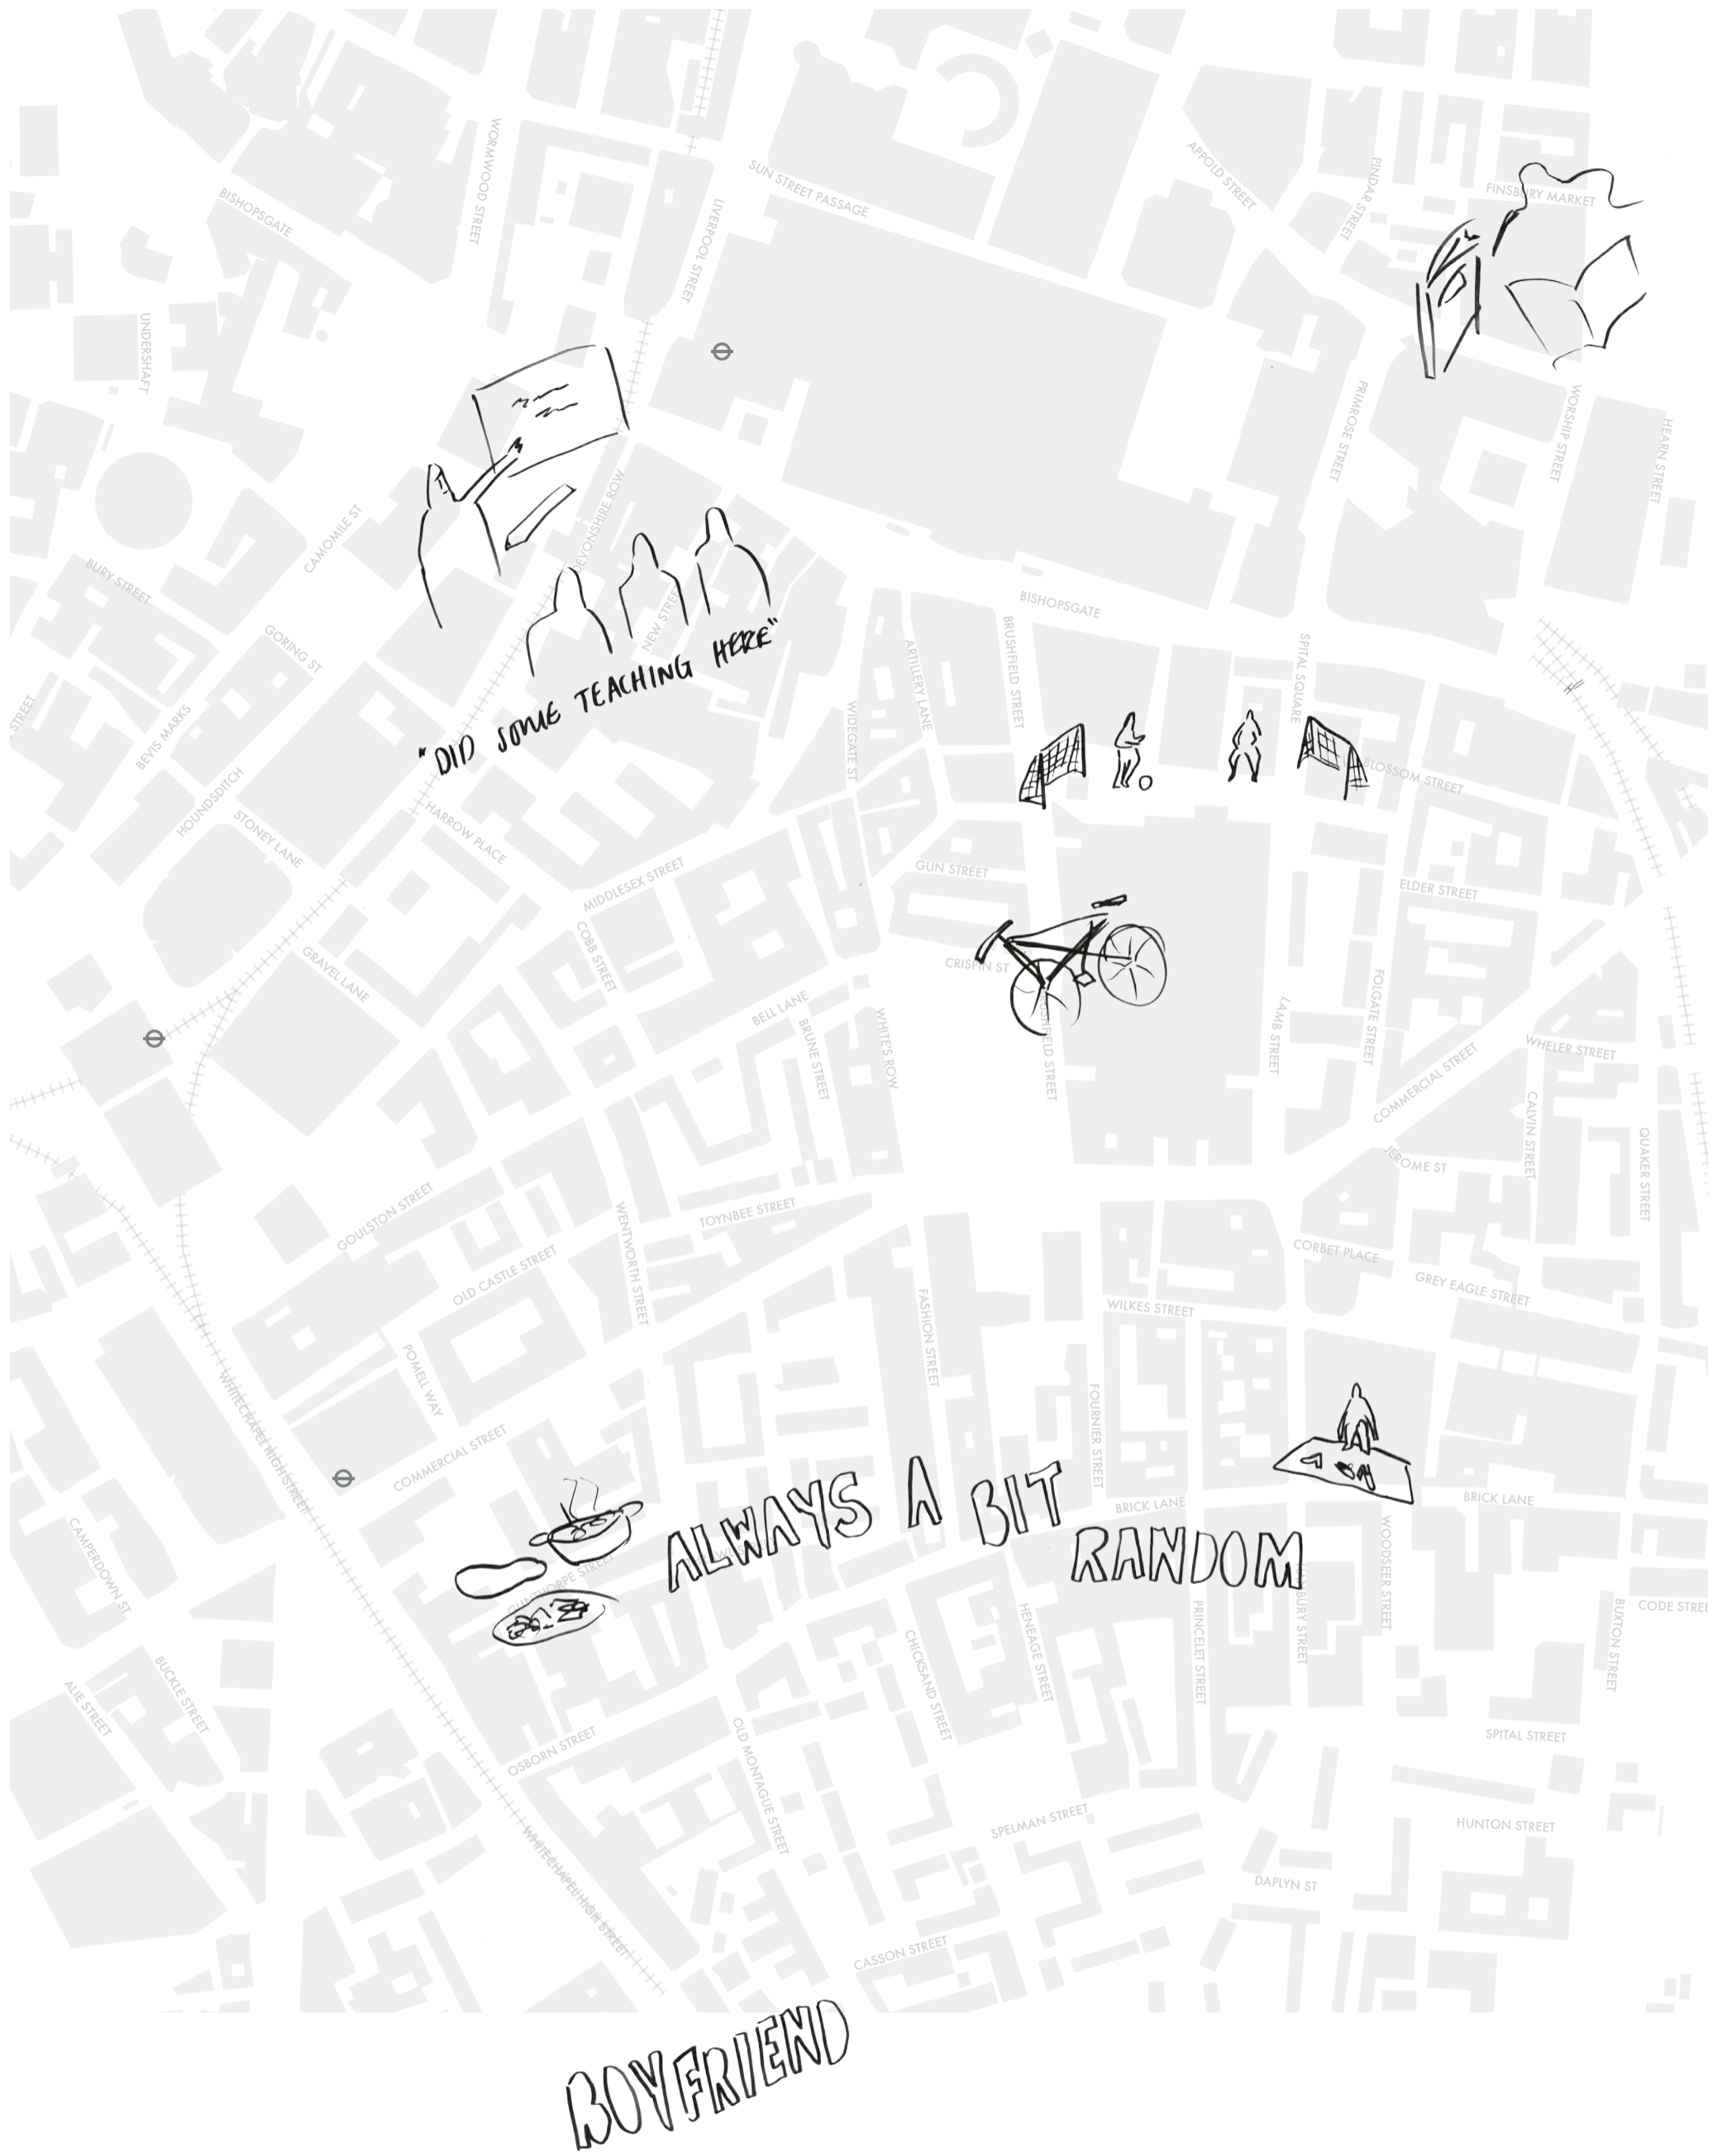 WORMWOOD STREET
SUN STREET PASSAGE
APPOLD STREET
PINDAR STREET
FINSBURY MARKET
BISHOPSGATE
LIVERPOOL STREET
UNDERSHAFT
PRIMROSE STREET
WORSHIP STREET
HEARN STREET
CAMOMILE ST
DEVONSHIRE ROW
BURY STREET
BISHOPSGATE
GORING ST
NEW STREET
"DID SOME TEACHING HERE"
ARTILLERY LANE
BRUSHFIELD STREET
SPITAL SQUARE
STREET
BEVIS MARKS
WIDEGATE ST
BLOSSOM STREET
HOUNDSDITCH
STONEY LANE
HARROW PLACE
MIDDLESEX STREET
GUN STREET
ELDER STREET
COBB STREET
GRAVEL LANE
CRISPIN ST
BELL LANE
BRUNE STREET
WHITE'S ROW
LAMB STREET
FOLGATE STREET
COMMERCIAL STREET
WHELER STREET
CALVIN STREET
QUAKER STREET
JEROME ST
GOULSTON STREET
WENTWORTH STREET
TOYNBEE STREET
OLD CASTLE STREET
CORBET PLACE
GREY EAGLE STREET
WILKES STREET
FASHION STREET
POMELL WAY
WHITECHAPEL HIGH STREET
FOURNIER STREET
COMMERCIAL STREET
ALWAYS A BIT
RANDOM
BRICK LANE
BRICK LANE
WOODSEER STREET
CAMPERDOWN ST
GUNTHORPE STREET
HENEAGE STREET
PRINCELET STREET
BUXTON STREET
CODE STREE
CHICKSAND STREET
BUCKLE STREET
ALIE STREET
OSBORN STREET
OLD MONTAGUE STREET
SPITAL STREET
SPELMAN STREET
HUNTON STREET
WHITECHAPEL HIGH STREET
DAPLYN ST
CASSON STREET
BOYFRIEND